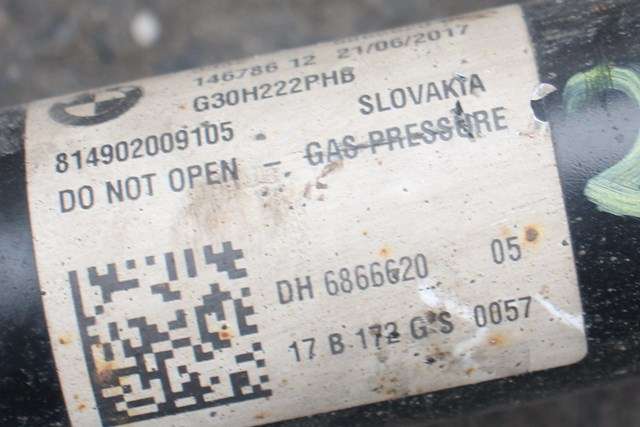 146786 12 21/06/2017
G30H222PHB
SLOVAKIA
814902009105
DO NOT OPEN - GAS PRESSURE
DH 6866620 05
17 B 172 G S 0057
2